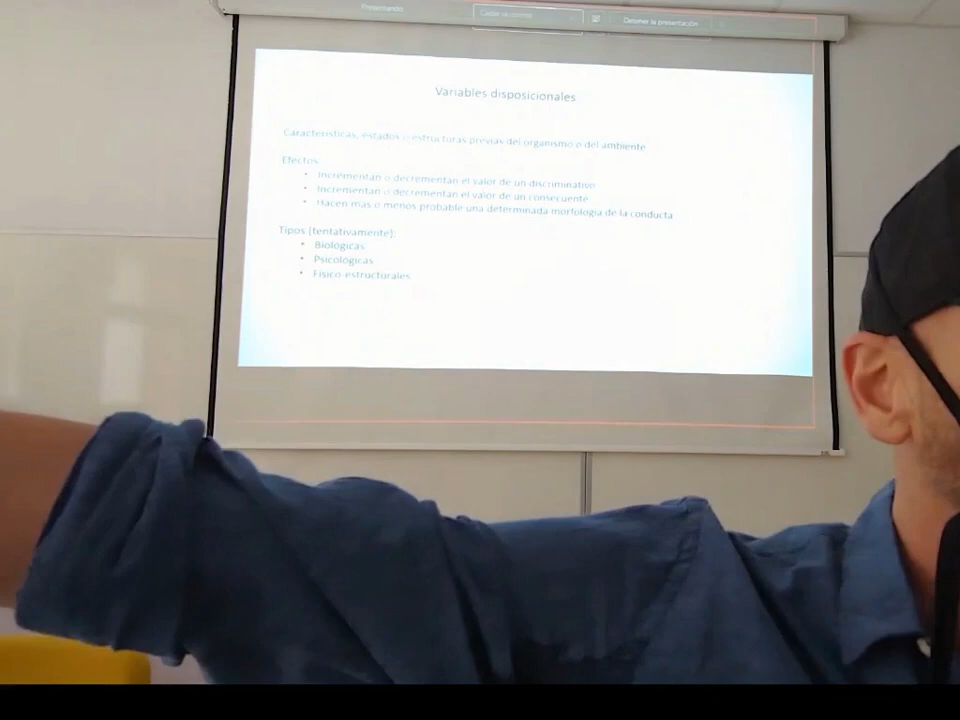 Presentando
Detener la presentación
Variables disposicionales
Características, estados o estructuras previas del organismo o del ambiente
Efectos:
• Incrementan o decrementan el valor de un discriminativo
• Incrementan o decrementan el valor de un consecuente
• Hacen más o menos probable una determinada morfología de la conducta
Tipos (tentativamente):
• Biológicas
• Psicológicas
• Físico-estructurales